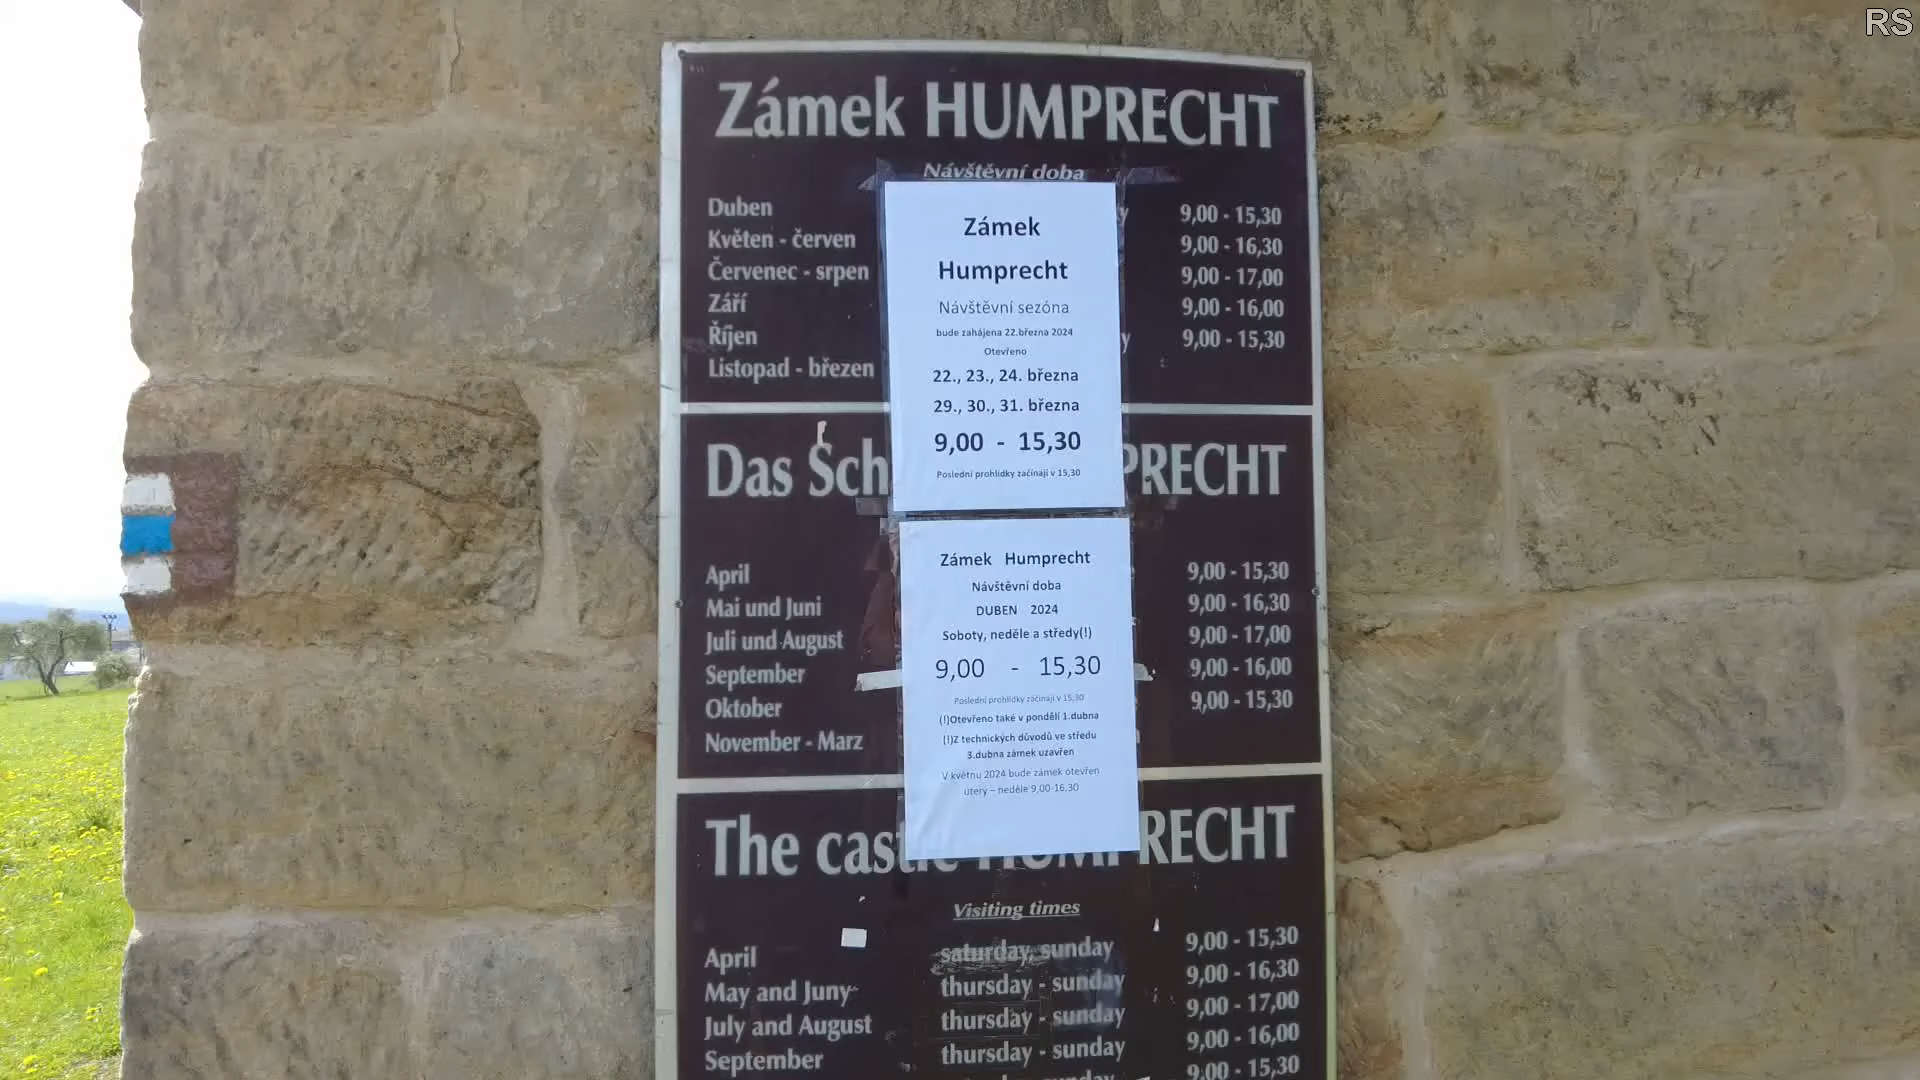 RS
Zámek HUMPRECHT
Návštěvní doba
Duben 9,00 - 15,30
Květen - červen 9,00 - 16,30
Červenec - srpen 9,00 - 17,00
Září 9,00 - 16,00
Říjen 9,00 - 15,30
Listopad - březen
Zámek
Humprecht
Návštěvní sezóna
bude zahájena 22.března 2024
Otevřeno
22., 23., 24. března
29., 30., 31. března
9,00 - 15,30
Poslední prohlídky začínají v 15,30
Das Sch PRECHT
April 9,00 - 15,30
Mai und Juni 9,00 - 16,30
Juli und August 9,00 - 17,00
September 9,00 - 16,00
Oktober 9,00 - 15,30
November - Marz
Zámek Humprecht
Návštěvní doba
DUBEN 2024
Soboty, neděle a středy(!)
9,00 - 15,30
Poslední prohlídky začínají v 15,30
(!)Otevřeno také v pondělí 1.dubna
(!)Z technických důvodů ve středu
3.dubna zámek uzavřen
V květnu 2024 bude zámek otevřen
úterý – neděle 9,00-16,30
The castle HUMPRECHT
Visiting times
April saturday, sunday 9,00 - 15,30
May and Juny thursday - sunday 9,00 - 16,30
July and August thursday - sunday 9,00 - 17,00
September thursday - sunday 9,00 - 16,00
9,00 - 15,30